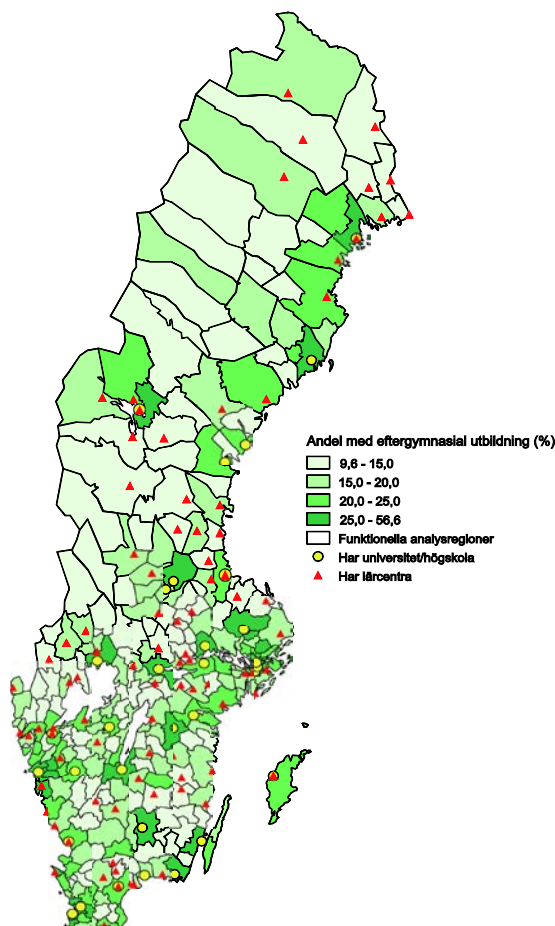 Andel med eftergymnasial utbildning (%)
9,6 - 15,0
15,0 - 20,0
20,0 - 25,0
25,0 - 56,6
Funktionella analysregioner
Har universitet/högskola
Har lärcentra